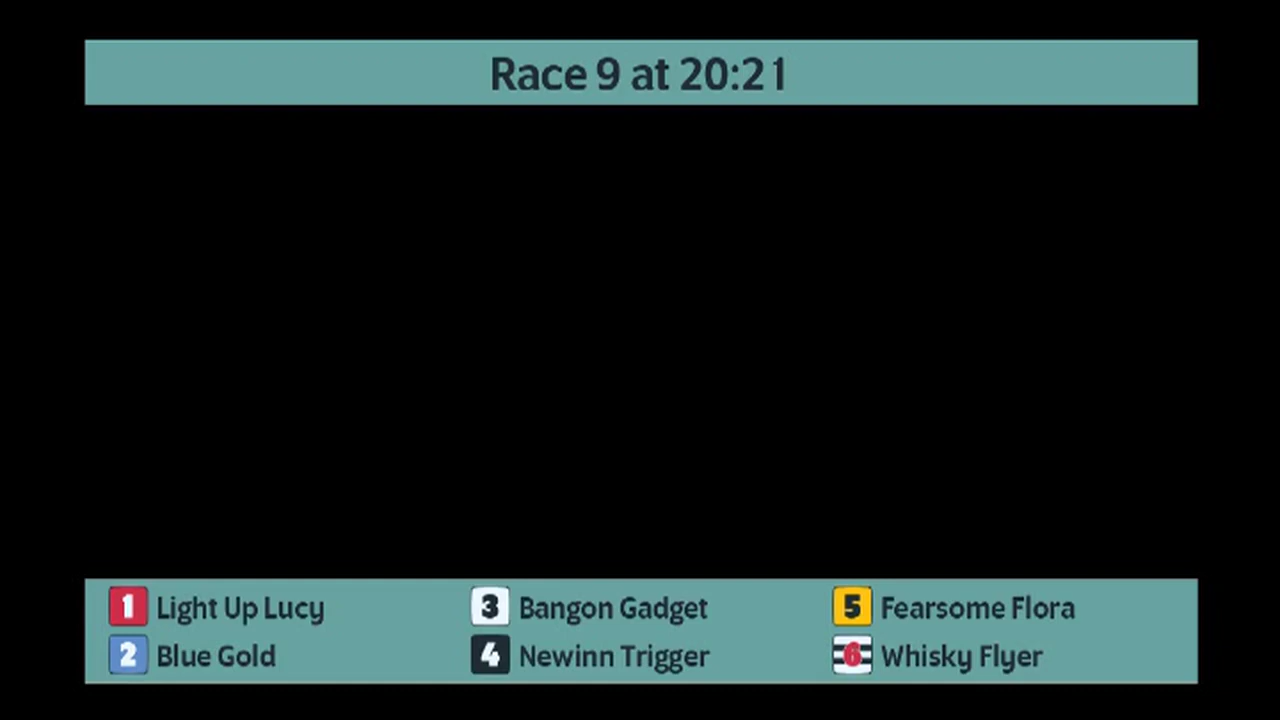 Race 9 at 20:21
1 Light Up Lucy
2 Blue Gold
3 Bangon Gadget
4 Newinn Trigger
5 Fearsome Flora
6 Whisky Flyer